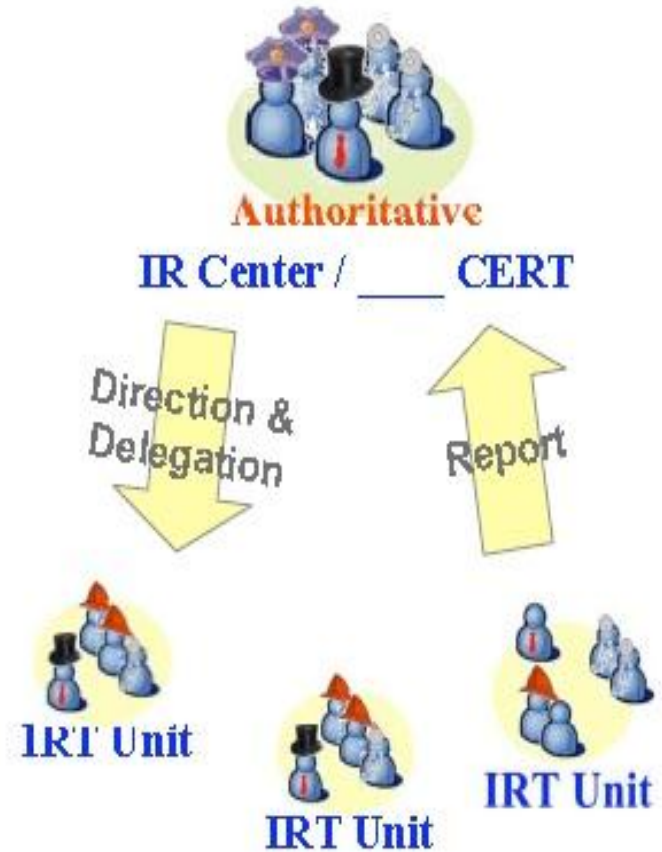 Authoritative
IR Center / ____ CERT
Direction &
Delegation
Report
IRT Unit
IRT Unit
IRT Unit